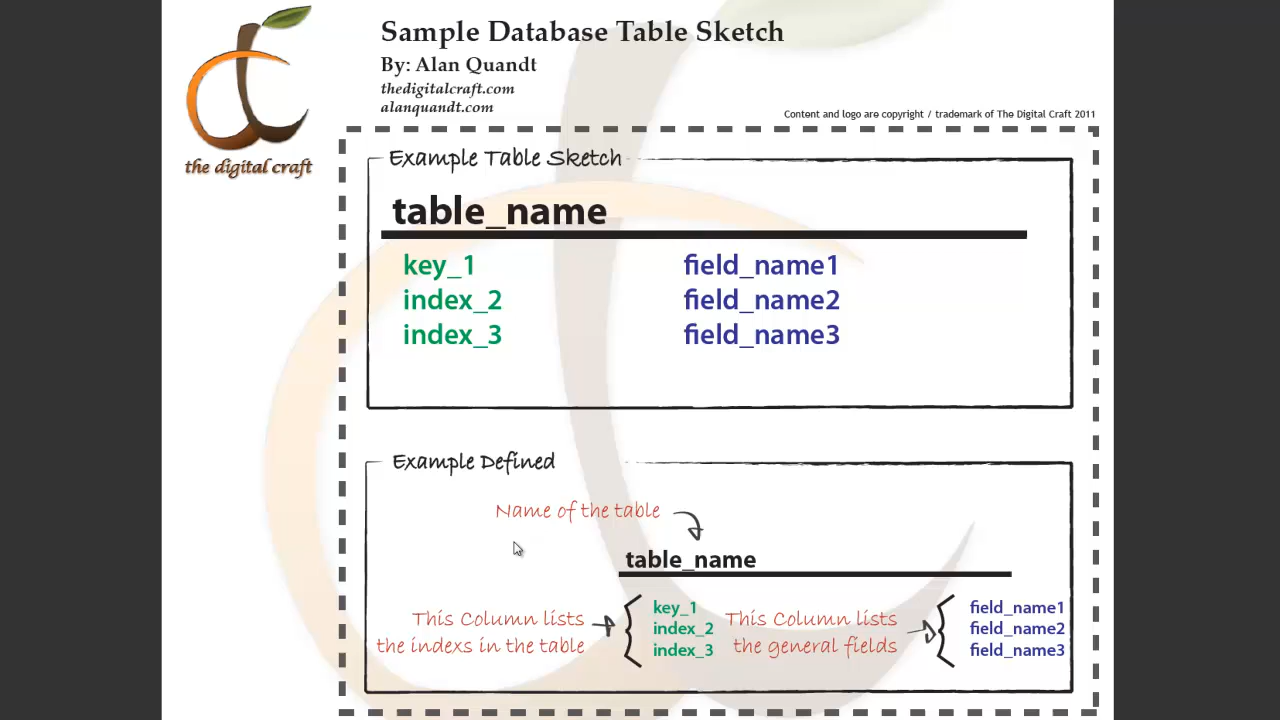 Sample Database Table Sketch
By: Alan Quandt
thedigitalcraft.com
alanquandt.com
Content and logo are copyright / trademark of The Digital Craft 2011
the digital craft
Example Table Sketch
table_name
key_1 field_name1
index_2 field_name2
index_3 field_name3
Example Defined
Name of the table
table_name
This Column lists
the indexs in the table
key_1
index_2
index_3
This Column lists
the general fields
field_name1
field_name2
field_name3